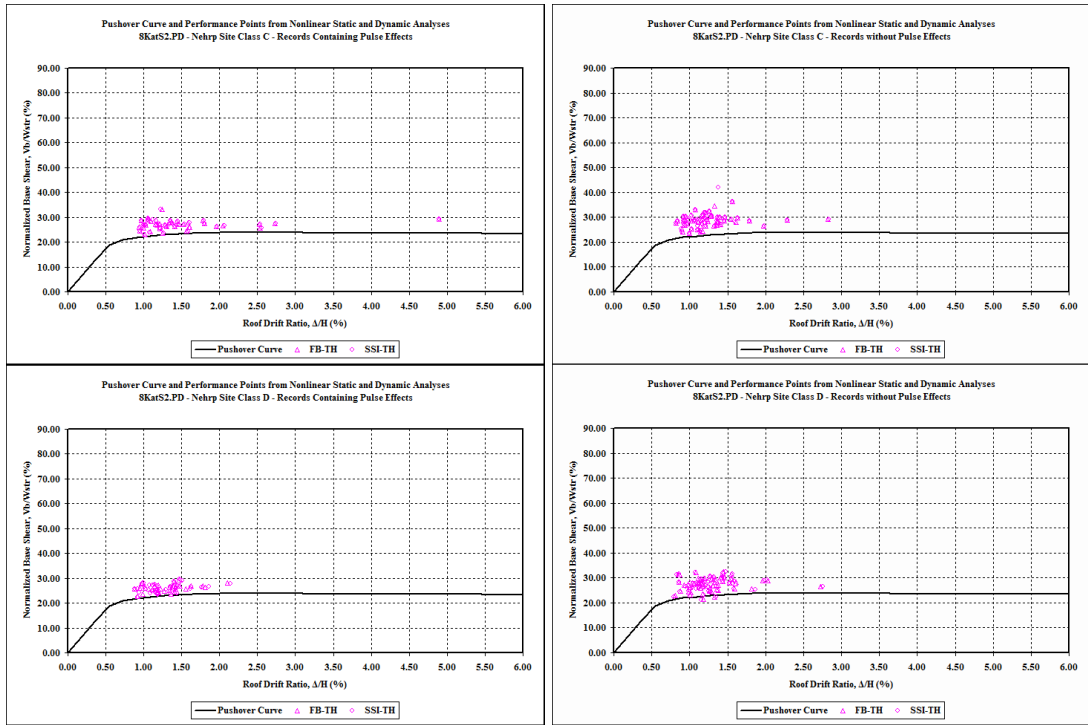 Pushover Curve and Performance Points from Nonlinear Static and Dynamic Analyses
8KatS2.PD - Nehrp Site Class C - Records Containing Pulse Effects
Normalized Base Shear, Vb/Wstr (%)
90.00
80.00
70.00
60.00
50.00
40.00
30.00
20.00
10.00
0.00
0.00 0.50 1.00 1.50 2.00 2.50 3.00 3.50 4.00 4.50 5.00 5.50 6.00
Roof Drift Ratio, Δ/H (%)
Pushover Curve FB-TH SSI-TH
Pushover Curve and Performance Points from Nonlinear Static and Dynamic Analyses
8KatS2.PD - Nehrp Site Class C - Records without Pulse Effects
Normalized Base Shear, Vb/Wstr (%)
90.00
80.00
70.00
60.00
50.00
40.00
30.00
20.00
10.00
0.00
0.00 0.50 1.00 1.50 2.00 2.50 3.00 3.50 4.00 4.50 5.00 5.50 6.00
Roof Drift Ratio, Δ/H (%)
Pushover Curve FB-TH SSI-TH
Pushover Curve and Performance Points from Nonlinear Static and Dynamic Analyses
8KatS2.PD - Nehrp Site Class D - Records Containing Pulse Effects
Normalized Base Shear, Vb/Wstr (%)
90.00
80.00
70.00
60.00
50.00
40.00
30.00
20.00
10.00
0.00
0.00 0.50 1.00 1.50 2.00 2.50 3.00 3.50 4.00 4.50 5.00 5.50 6.00
Roof Drift Ratio, Δ/H (%)
Pushover Curve FB-TH SSI-TH
Pushover Curve and Performance Points from Nonlinear Static and Dynamic Analyses
8KatS2.PD - Nehrp Site Class D - Records without Pulse Effects
Normalized Base Shear, Vb/Wstr (%)
90.00
80.00
70.00
60.00
50.00
40.00
30.00
20.00
10.00
0.00
0.00 0.50 1.00 1.50 2.00 2.50 3.00 3.50 4.00 4.50 5.00 5.50 6.00
Roof Drift Ratio, Δ/H (%)
Pushover Curve FB-TH SSI-TH